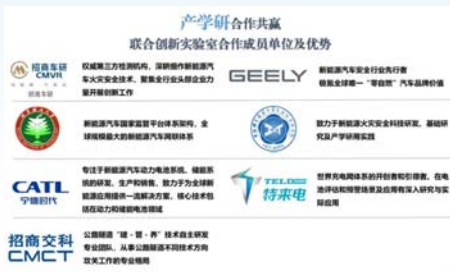 产学研合作共赢
联合创新实验室合作成员单位及优势
招商车研
CMVR
招商车研
权威第三方检测机构，深耕细作新能源汽
车火灾安全技术，聚集全行业头部企业力
量开展创新工作
GEELY
新能源汽车安全行业先行者
极氪全球唯一“零自燃”汽车品牌价值
新能源汽车国家监管平台体系架构，全
球规模最大的新能源汽车网联体系
致力于新能源火灾安全科技研发、基础研
究及产学研用实践
CATL
宁德时代
专注于新能源汽车动力电池系统、储能系
统的研发、生产和销售，致力于为全球新
能源应用提供一流解决方案，核心技术包
括在动力和储能电池领域
TELD
特来电
世界充电网体系的开创者和引领者，在电
池评估和预警场景及应用有深入研究与实
际应用
招商交科
CMCT
公路隧道“建·管·养”技术自主研发
专业团队，从事公路隧道不同技术方向
攻关工作的专业格局